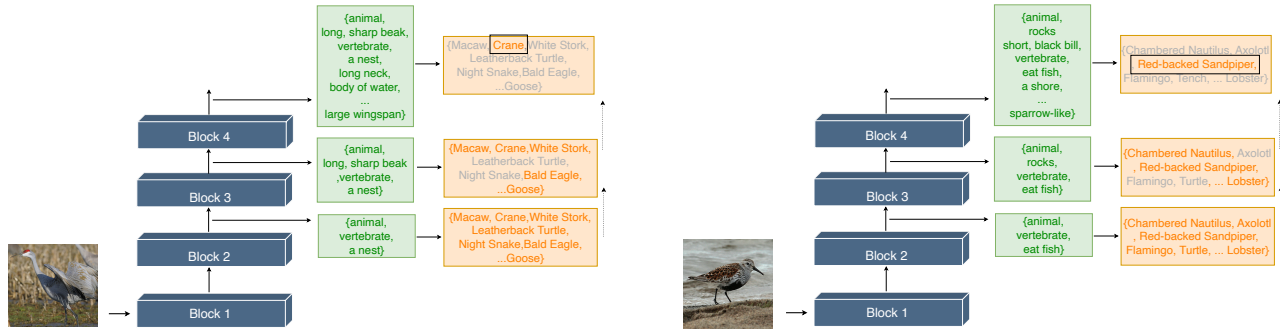 {animal,
long, sharp beak,
vertebrate,
a nest,
long neck,
body of water,
...
large wingspan}
{Macaw, Crane,White Stork,
Leatherback Turtle,
Night Snake,Bald Eagle,
...Goose}
Block 4
{animal,
long, sharp beak
,vertebrate,
a nest}
{Macaw, Crane,White Stork,
Leatherback Turtle,
Night Snake,Bald Eagle,
...Goose}
Block 3
{animal,
vertebrate,
a nest}
{Macaw, Crane,White Stork,
Leatherback Turtle,
Night Snake,Bald Eagle,
...Goose}
Block 2
Block 1
{animal,
rocks
short, black bill,
vertebrate,
eat fish,
a shore,
...
sparrow-like}
{Chambered Nautilus, Axolotl
, Red-backed Sandpiper,
Flamingo, Tench, ... Lobster}
Block 4
{animal,
rocks,
vertebrate,
eat fish}
{Chambered Nautilus, Axolotl
, Red-backed Sandpiper,
Flamingo, Turtle, ... Lobster}
Block 3
{animal,
vertebrate,
eat fish}
{Chambered Nautilus, Axolotl
, Red-backed Sandpiper,
Flamingo, Turtle, ... Lobster}
Block 2
Block 1